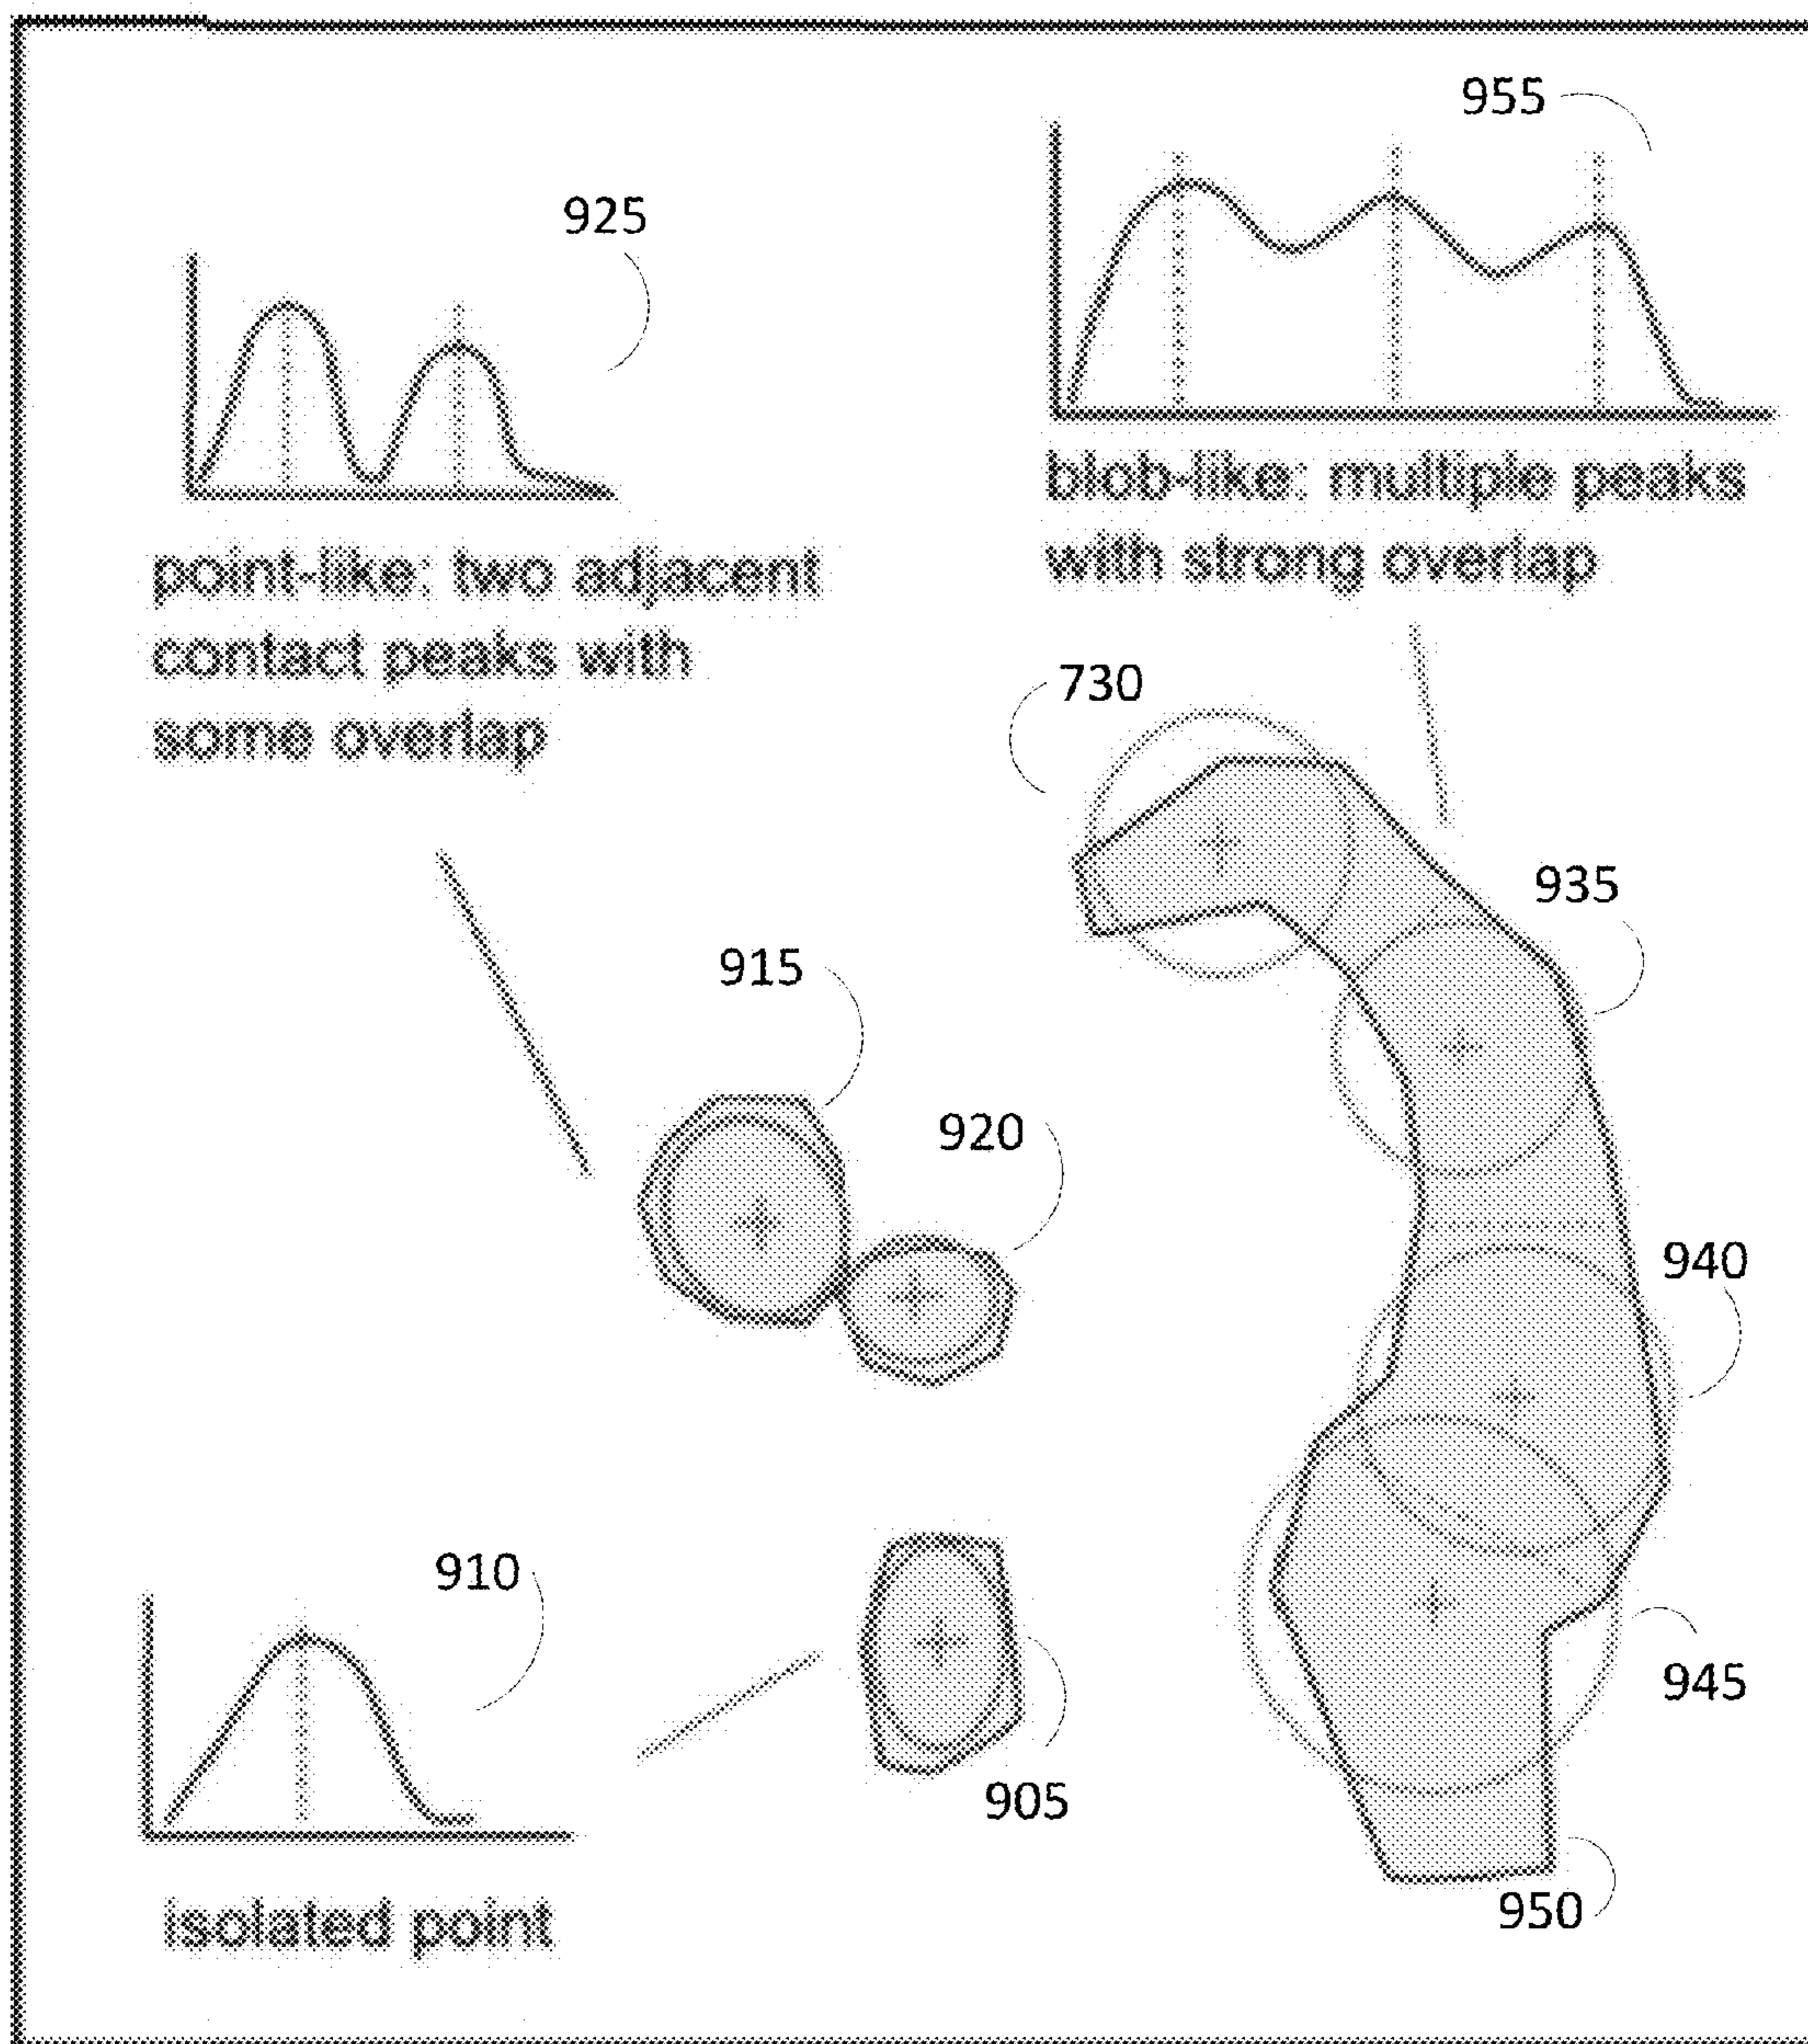 955
925
blob-like: multiple peaks
with strong overlap
point-like: two adjacent
contact peaks with
some overlap
730
935
915
920
940
910
945
905
950
isolated point